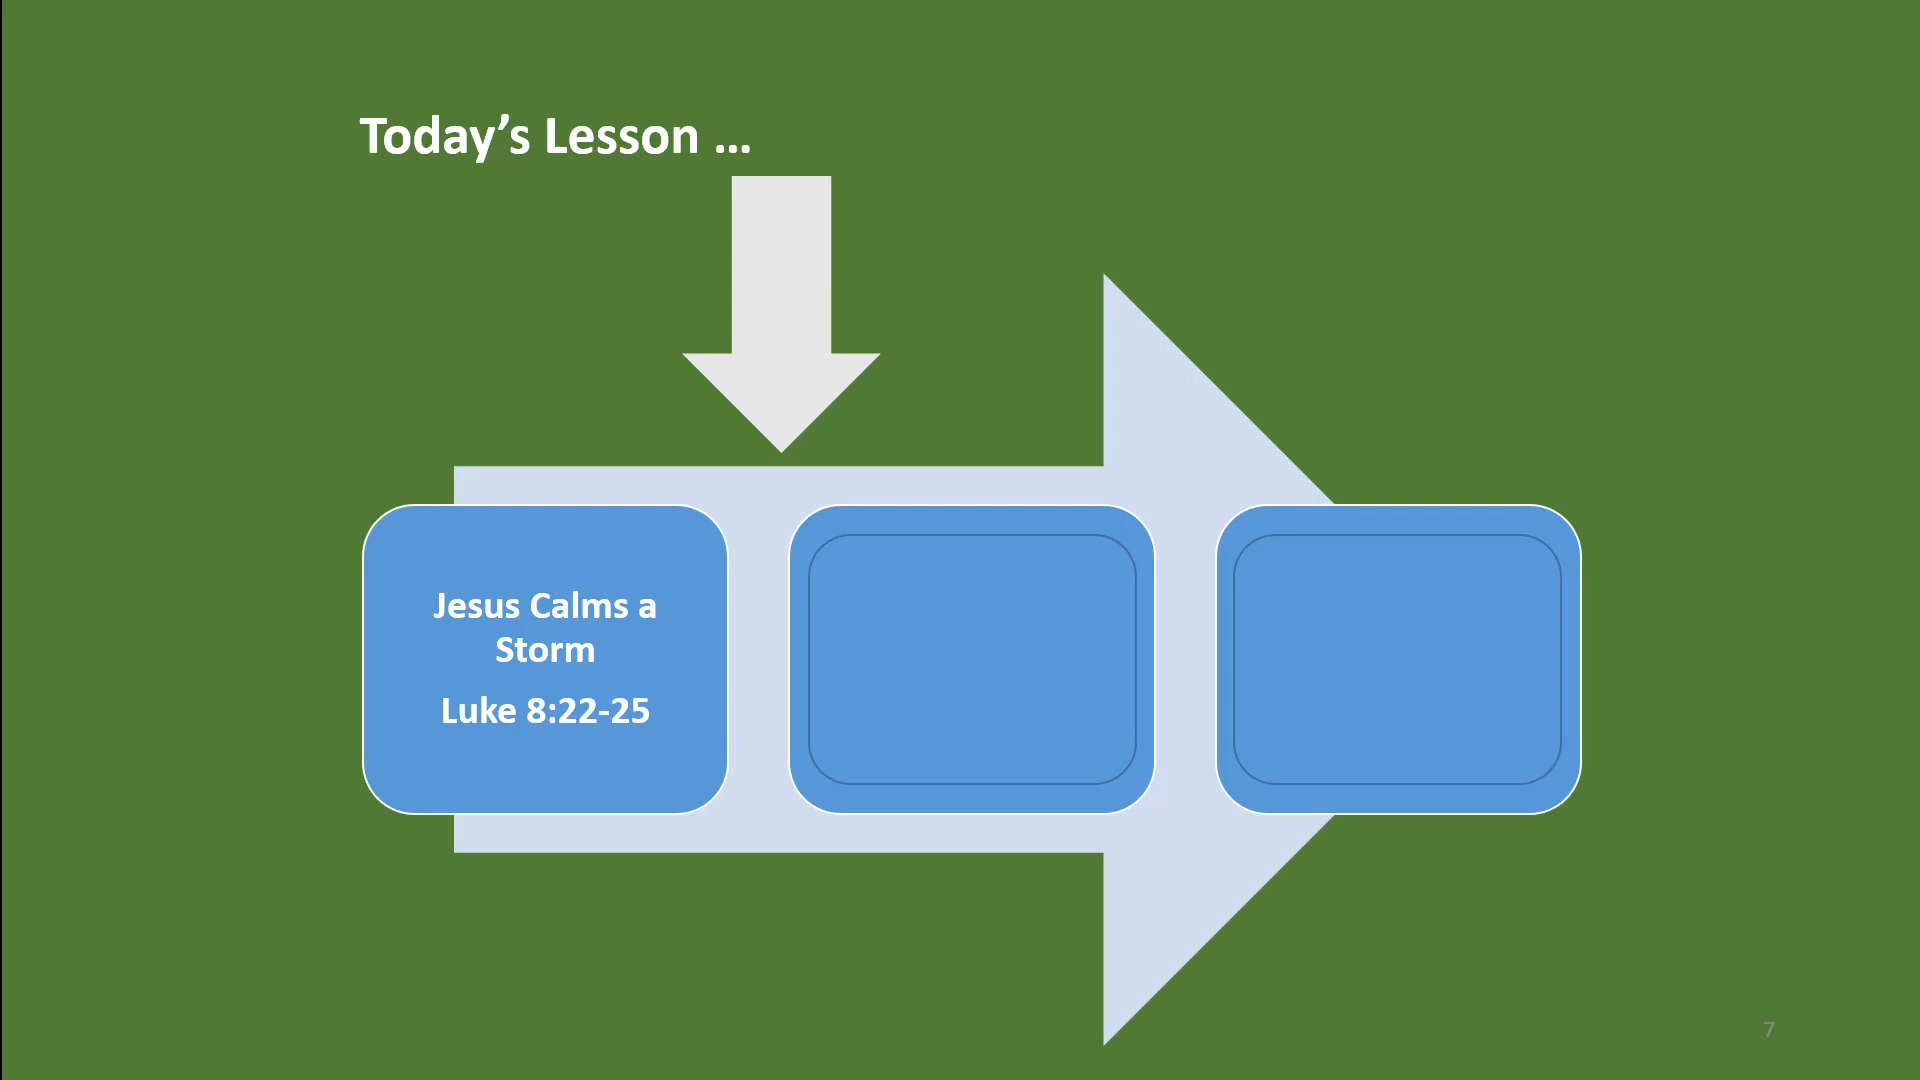 Today’s Lesson ...
Jesus Calms a
Storm
Luke 8:22-25
7